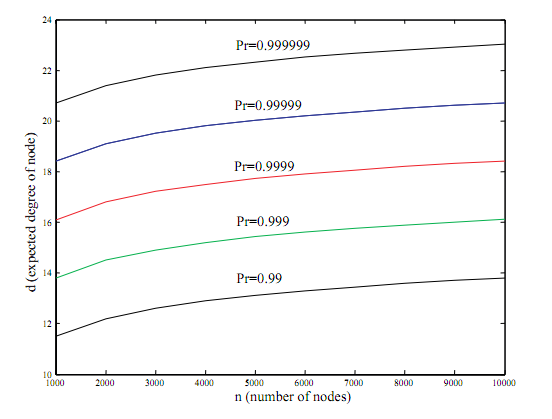 24
22
20
18
16
14
12
10
d (expected degree of node)
Pr=0.999999
Pr=0.99999
Pr=0.9999
Pr=0.999
Pr=0.99
1000 2000 3000 4000 5000 6000 7000 8000 9000 10000
n (number of nodes)